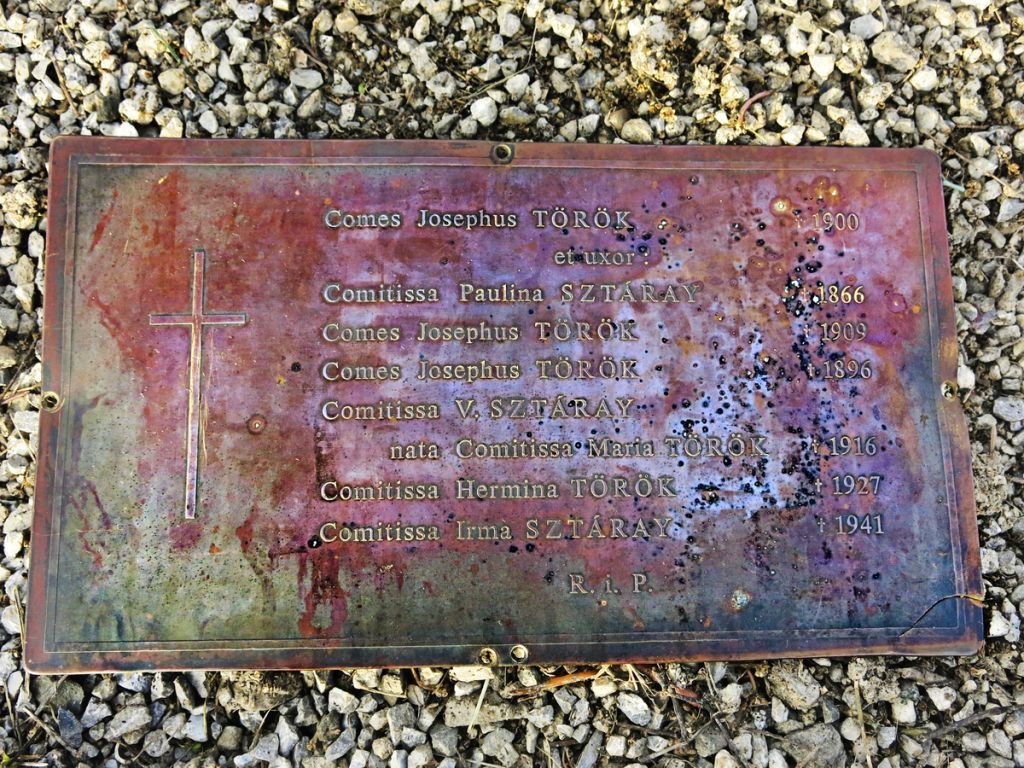 Comes Josephus TÖRÖK † 1900
et uxor:
Comitissa Paulina SZTÁRAY † 1866
Comes Josephus TÖRÖK † 1909
Comes Josephus TÖRÖK † 1896
Comitissa V. SZTÁRAY
nata Comitissa Maria TÖRÖK † 1916
Comitissa Hermina TÖRÖK † 1927
Comitissa Irma SZTÁRAY † 1941
R. i. P.